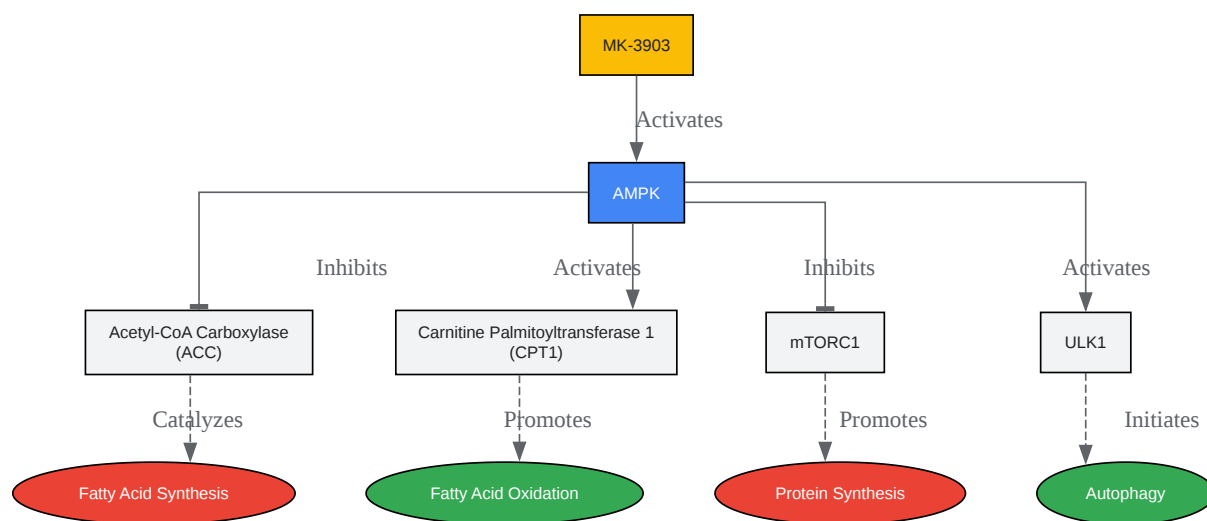 MK-3903
Activates
AMPK
Inhibits
Activates
Inhibits
Activates
Acetyl-CoA Carboxylase
(ACC)
Carnitine Palmitoyltransferase 1
(CPT1)
mTORC1
ULK1
Catalyzes
Promotes
Promotes
Initiates
Fatty Acid Synthesis
Fatty Acid Oxidation
Protein Synthesis
Autophagy